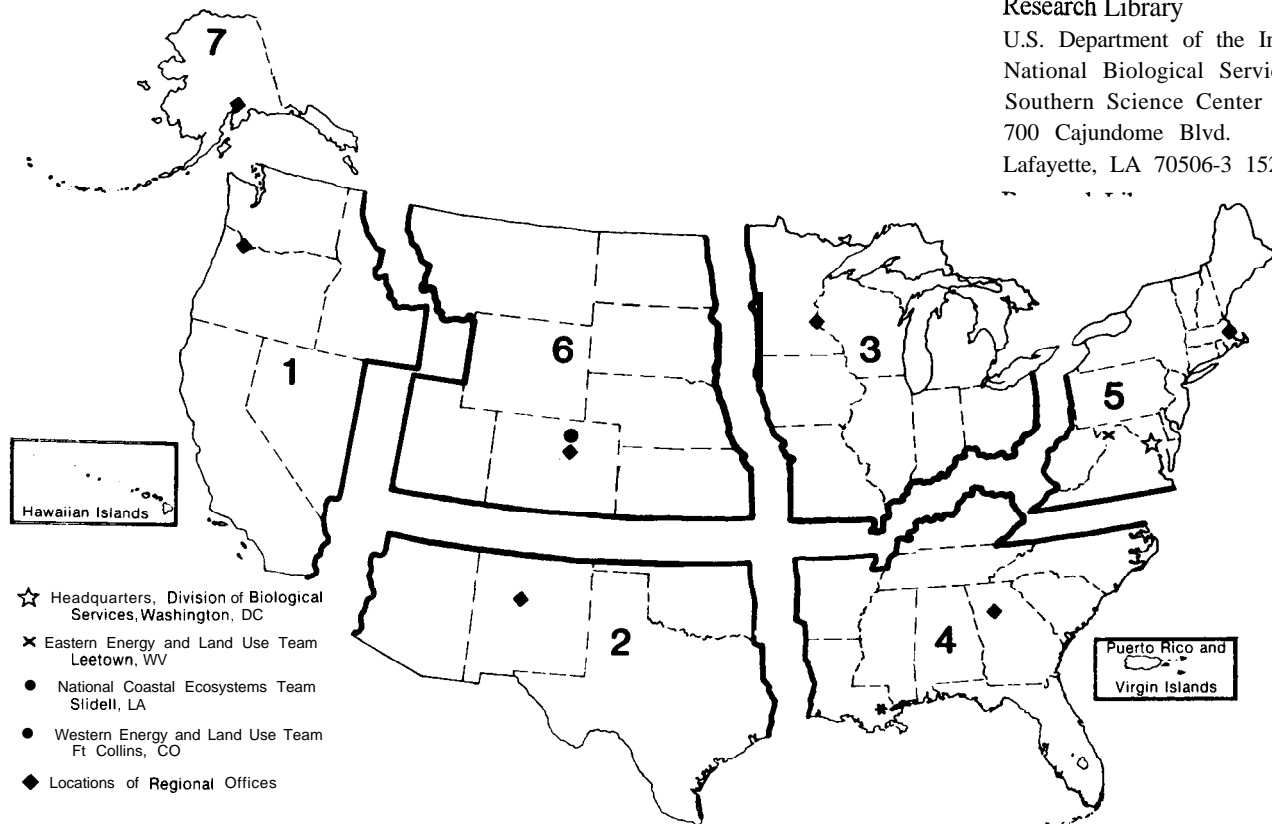 Research Library
U.S. Department of the
National Biological
Southern Science Center
700 Cajundome Blvd.
Lafayette, LA 70506-3 152
7
1
6
3
5
2
4
Hawaiian Islands
Puerto Rico and
Virgin Islands
Headquarters, Division of Biological
Services, Washington, DC
Eastern Energy and Land Use Team
Leetown, WV
National Coastal Ecosystems Team
Slidell, LA
Western Energy and Land Use Team
Ft Collins, CO
Locations of Regional Offices